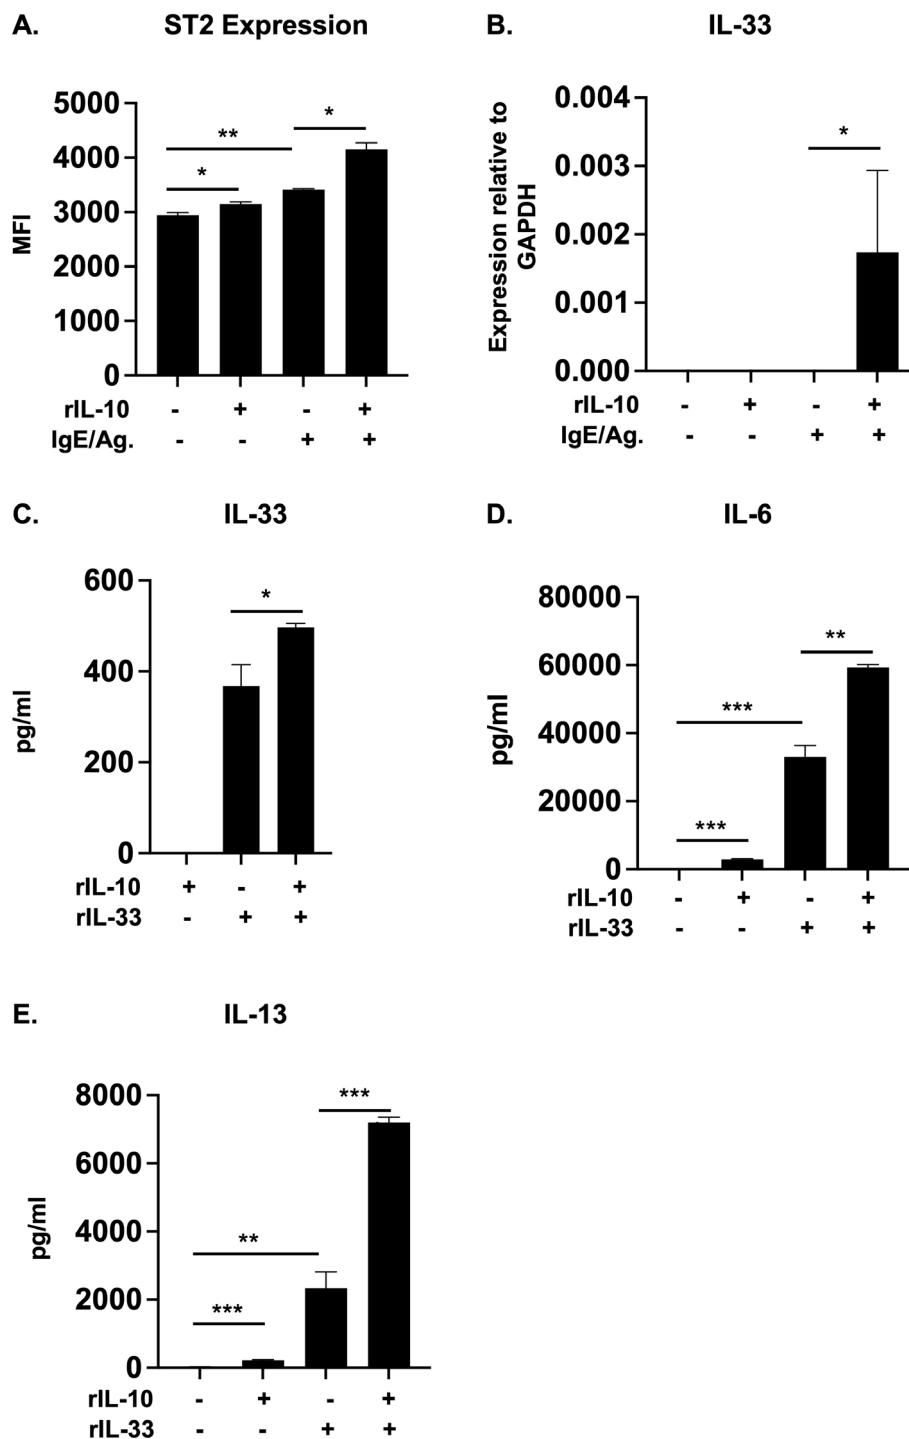 A. ST2 Expression
5000
4000
3000
2000
1000
0
MFI
*
**
*
rIL-10 - + - +
IgE/Ag. - - + +
B. IL-33
0.004
0.003
0.002
0.001
0.000
Expression relative to
GAPDH
*
rIL-10 - + - +
IgE/Ag. - - + +
C. IL-33
600
400
200
0
pg/ml
*
rIL-10 + - +
rIL-33 - + +
D. IL-6
80000
60000
40000
20000
0
pg/ml
***
***
**
rIL-10 - + - +
rIL-33 - - + +
E. IL-13
8000
6000
4000
2000
0
pg/ml
***
**
***
rIL-10 - + - +
rIL-33 - - + +